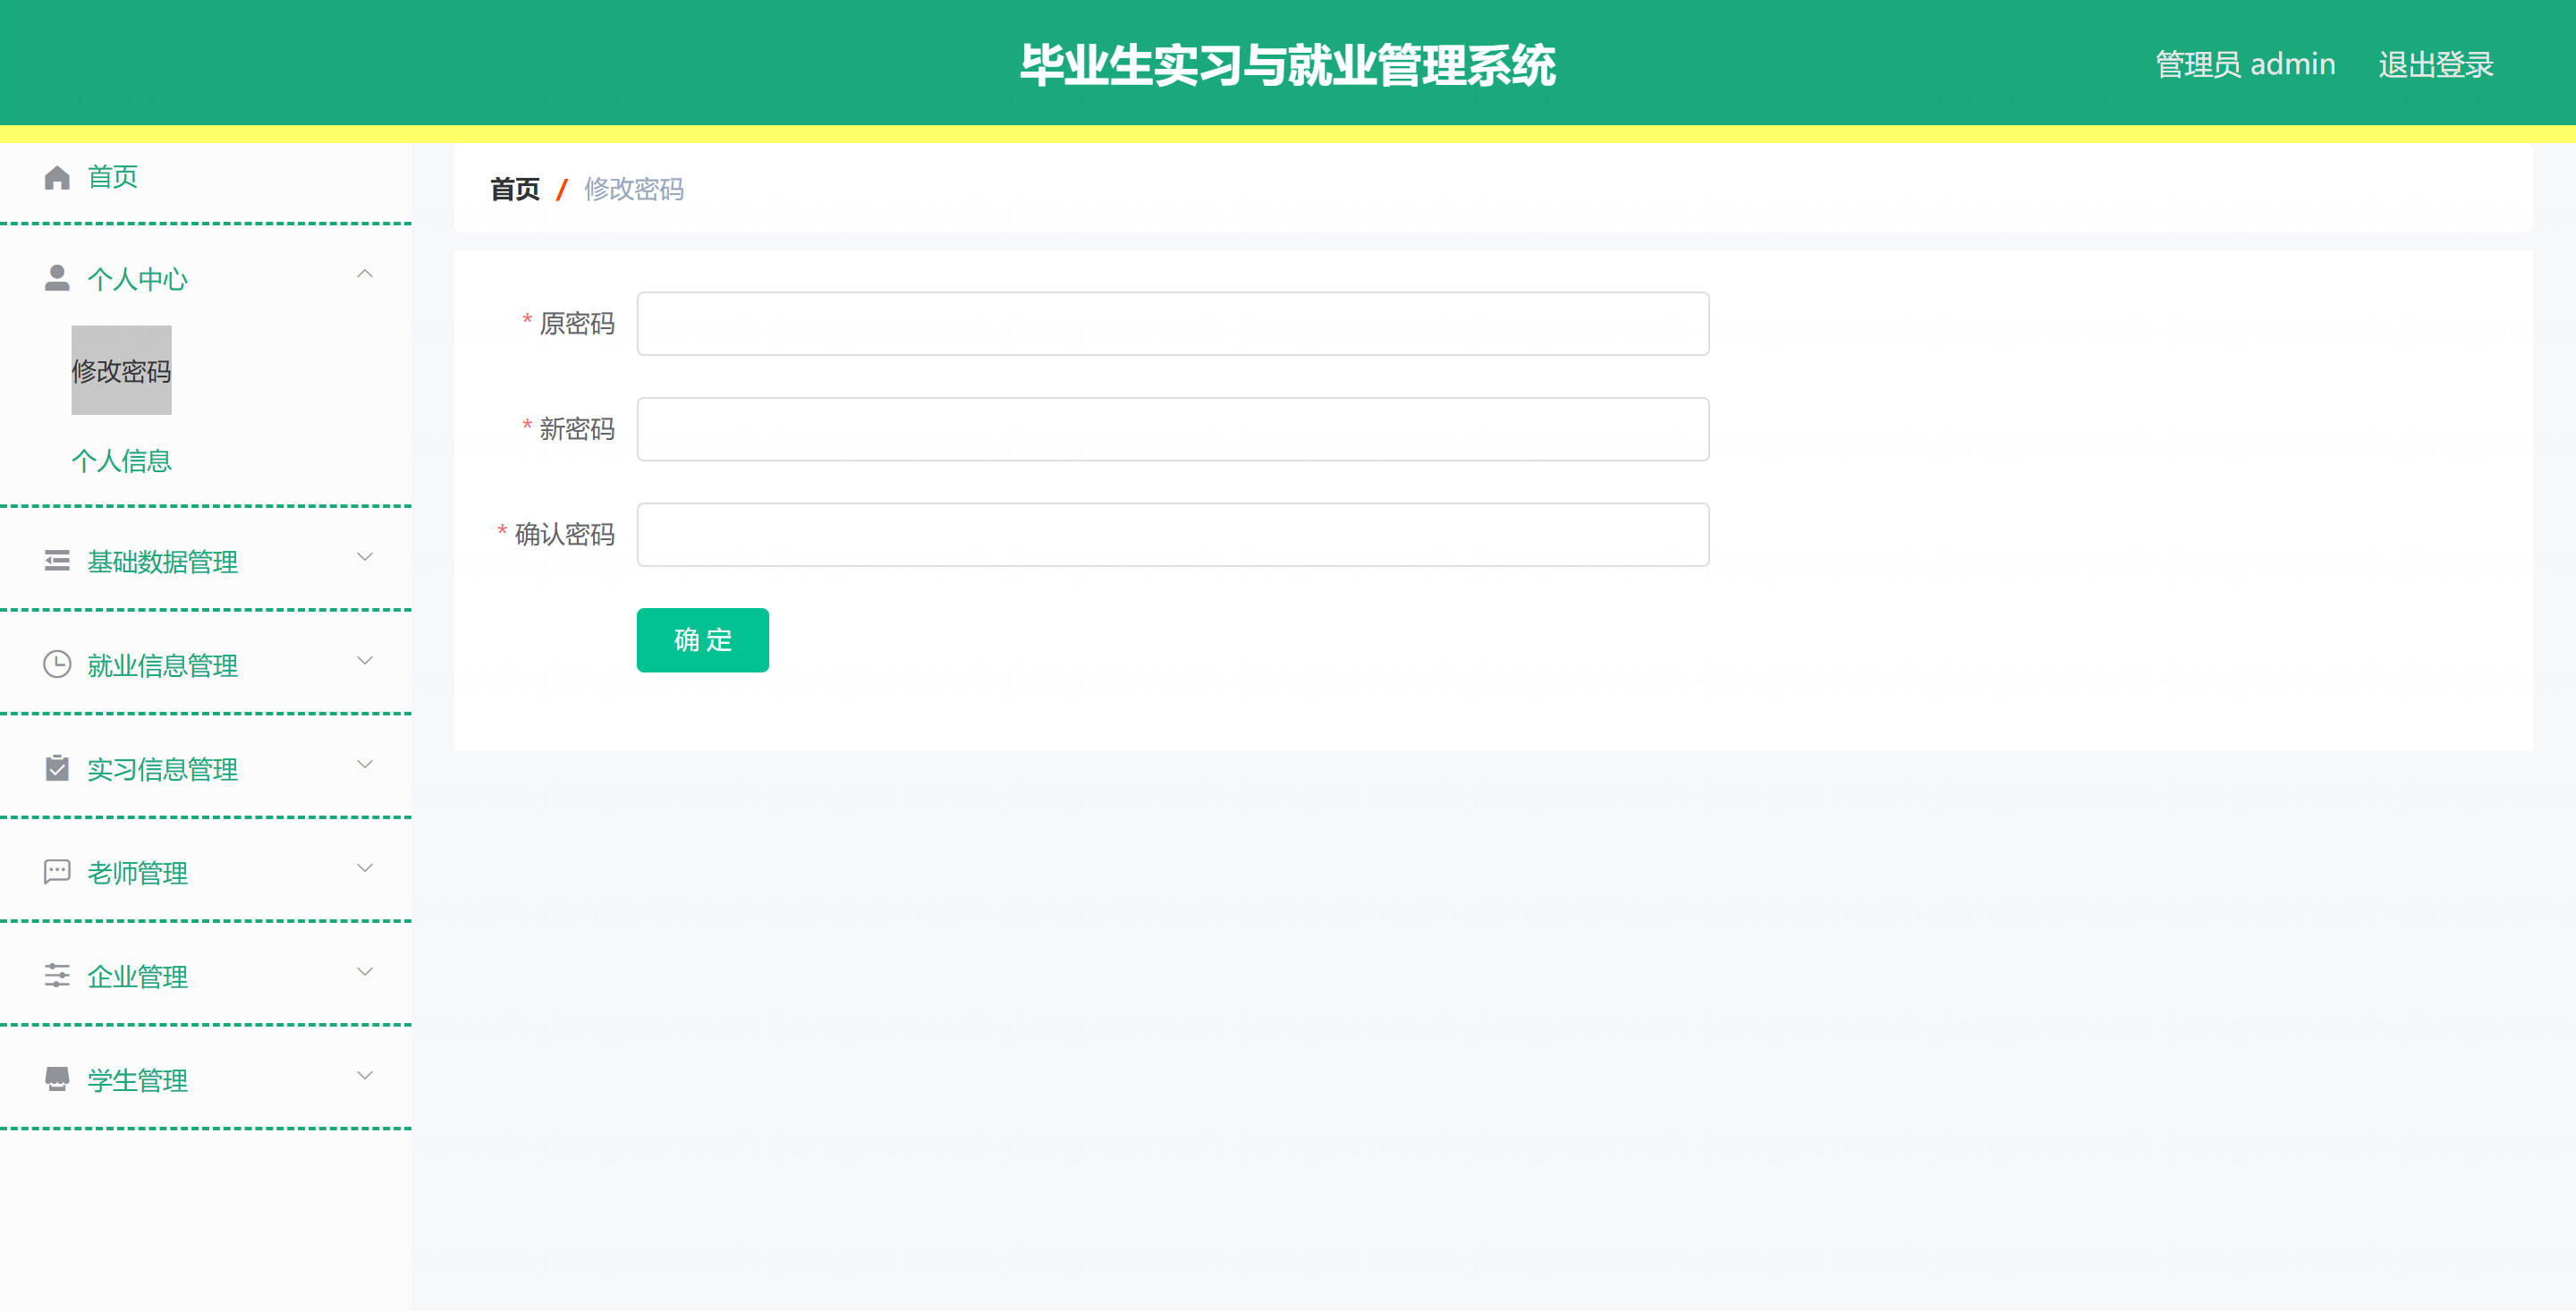 毕业生实习与就业管理系统
管理员 admin 退出登录
首页
首页 / 修改密码
个人中心
修改密码
个人信息
基础数据管理
就业信息管理
实习信息管理
老师管理
企业管理
学生管理
* 原密码
* 新密码
* 确认密码
确 定